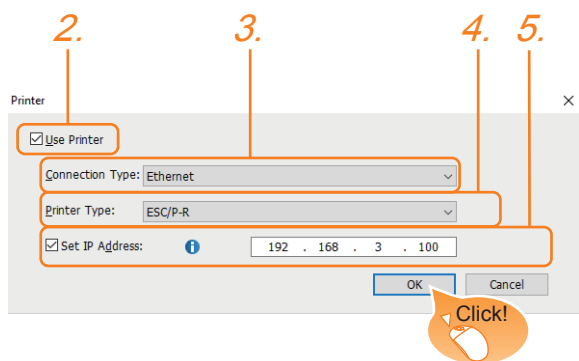 2. 3. 4. 5.
Printer
Use Printer
Connection Type: Ethernet
Printer Type: ESC/P-R
Set IP Address: 192 . 168 . 3 . 100
OK Cancel
Click!